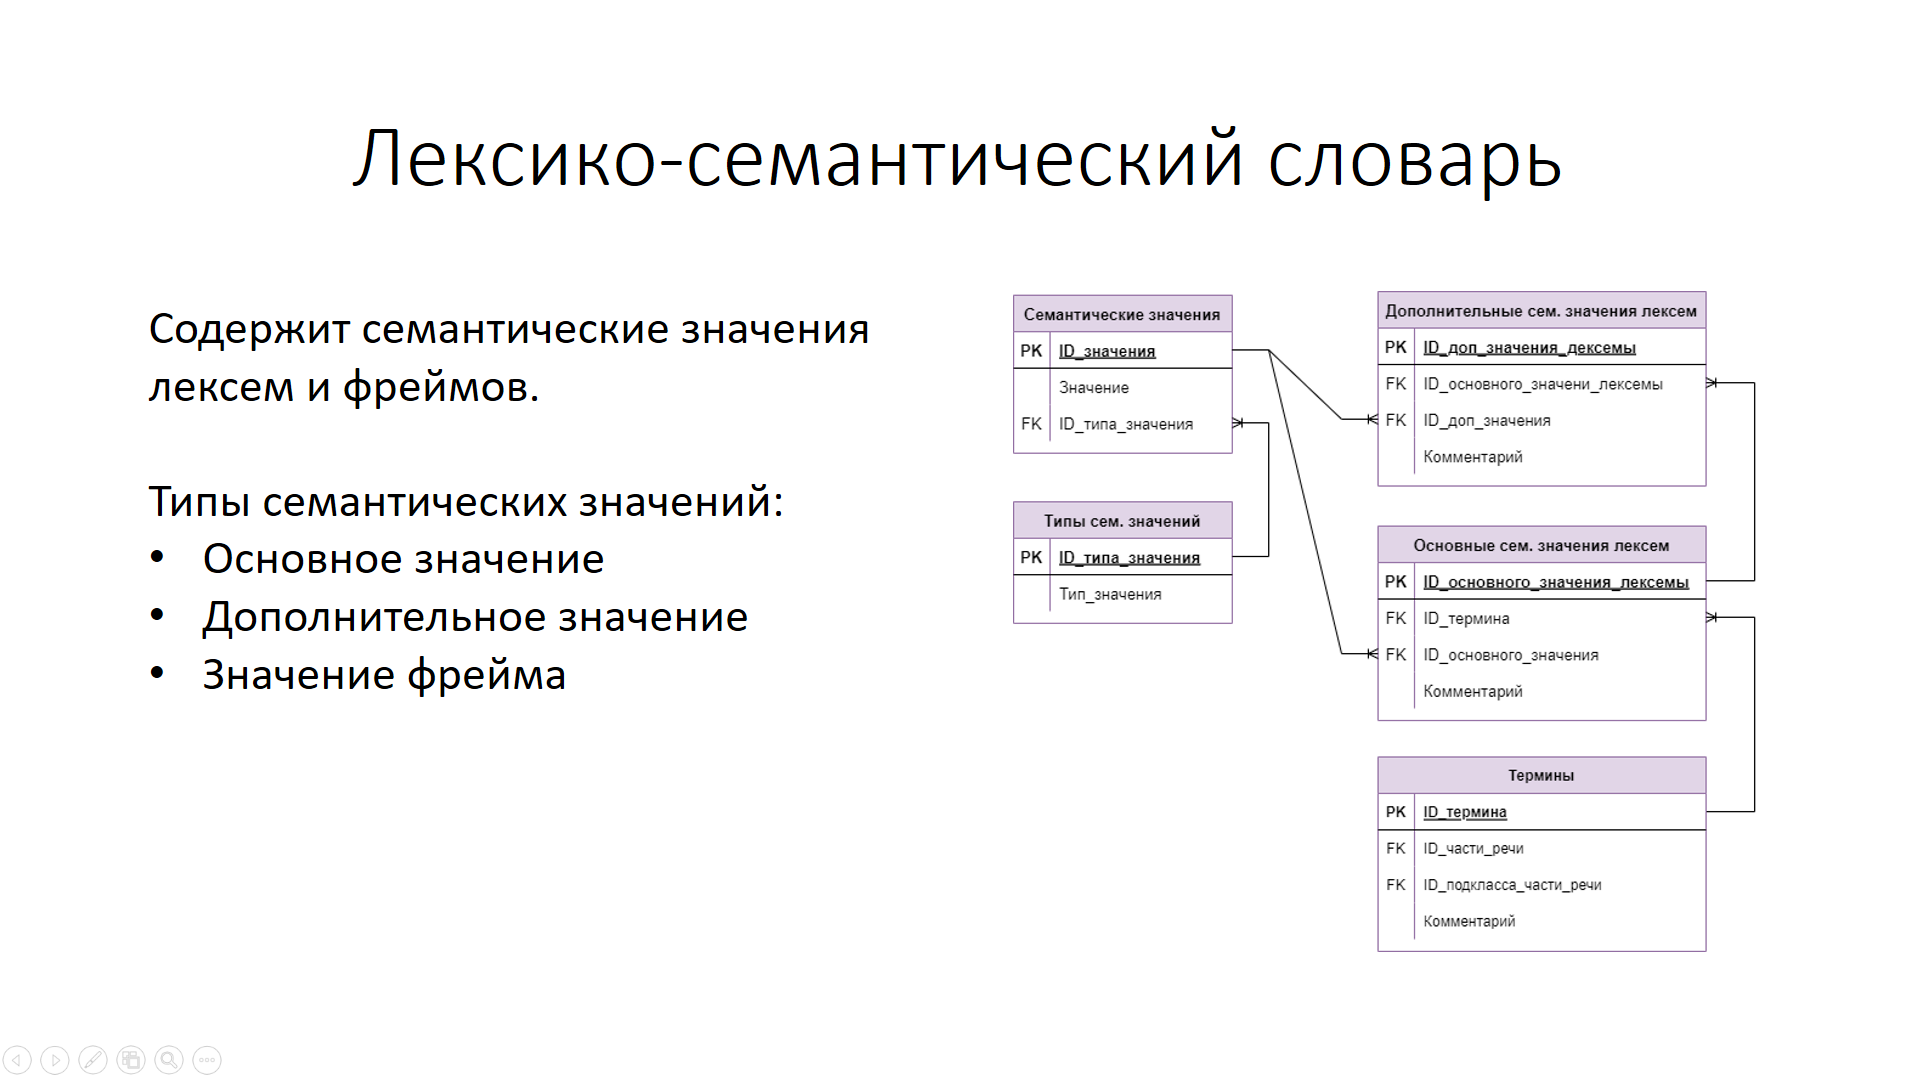 Лексико-семантический словарь
Содержит семантические значения
лексем и фреймов.
Типы семантических значений:
• Основное значение
• Дополнительное значение
• Значение фрейма
Семантические значения
PK ID_значения
Значение
FK ID_типа_значения
Типы сем. значений
PK ID_типа_значения
Тип_значения
Дополнительные сем. значения лексем
PK ID_доп_значения_лексемы
FK ID_основного_значени_лексемы
FK ID_доп_значения
Комментарий
Основные сем. значения лексем
PK ID_основного_значения_лексемы
FK ID_термина
FK ID_основного_значения
Комментарий
Термины
PK ID_термина
FK ID_части_речи
FK ID_подкласса_части_речи
Комментарий